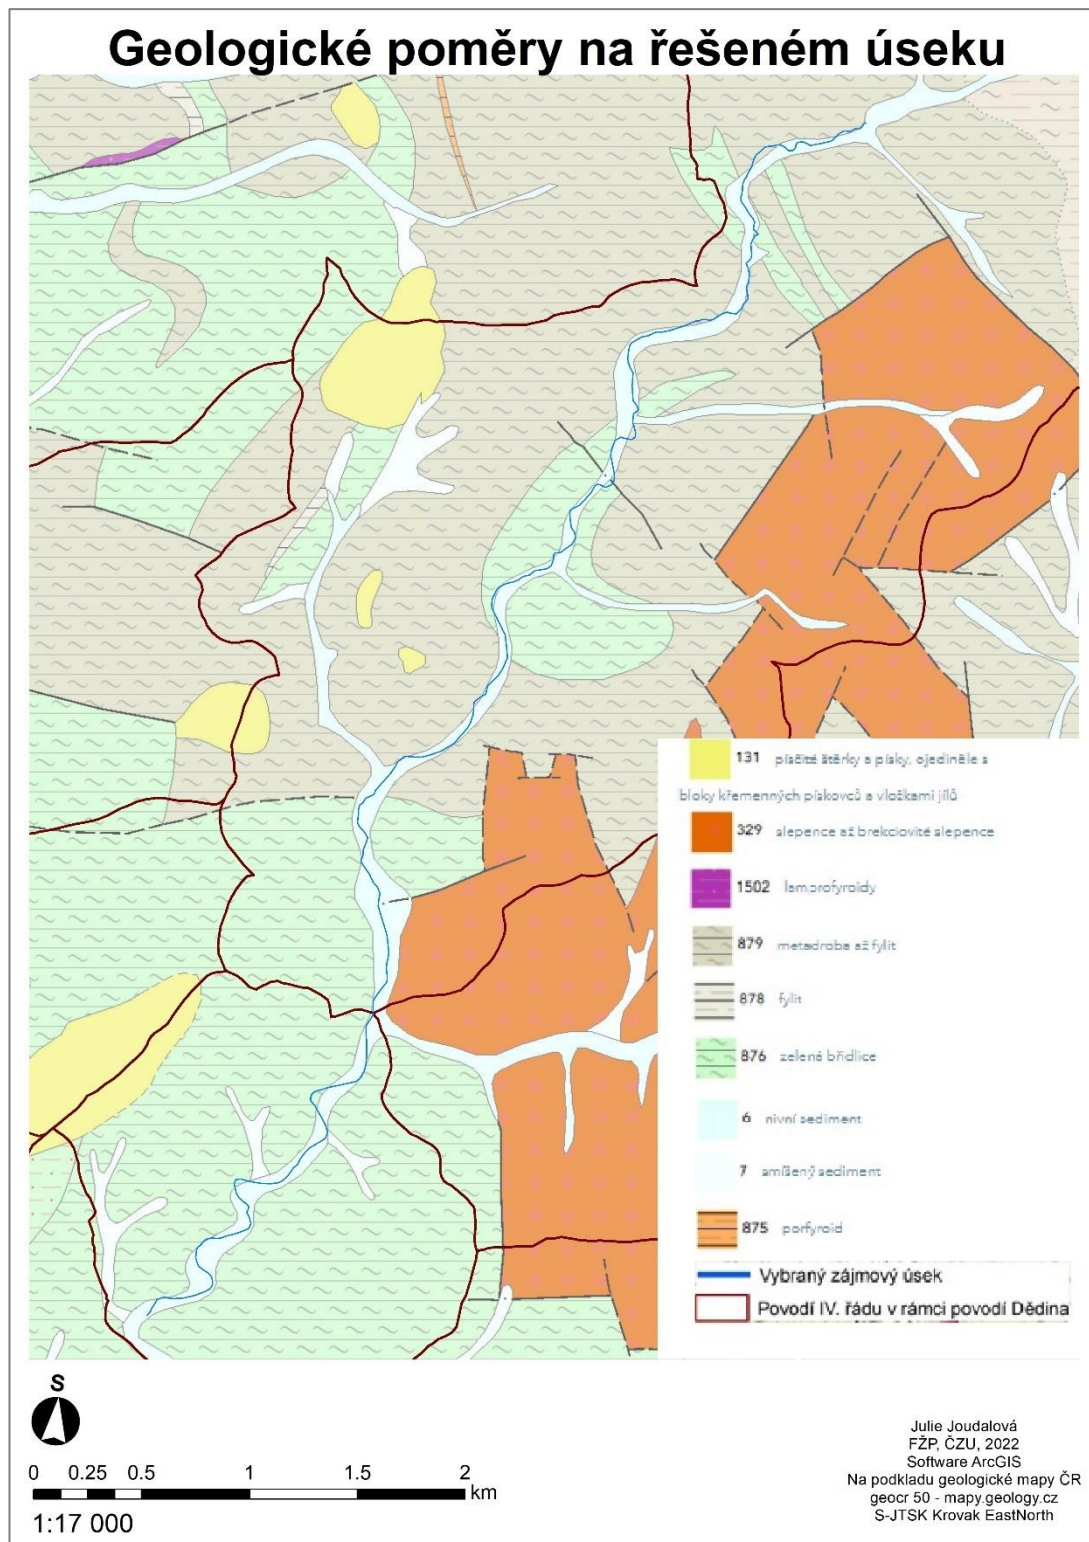 Geologické poměry na řešeném úseku
131 písčité štěrky a písky, ojediněle s
bloky křemenných pískovců a vložkami jílů
329 slepence až brekciovité slepence
1502 lamprofyroidy
879 metadroba až fylit
878 fylit
876 zelené břidlice
6 nivní sediment
7 smíšený sediment
875 porfyroid
Vybraný zájmový úsek
Povodí IV. řádu v rámci povodí Dědina
S
0 0.25 0.5 1 1.5 2
km
1:17 000
Julie Joudalová
FŽP, ČZU, 2022
Software ArcGIS
Na podkladu geologické mapy ČR
geocr 50 - mapy.geology.cz
S-JTSK Krovak EastNorth